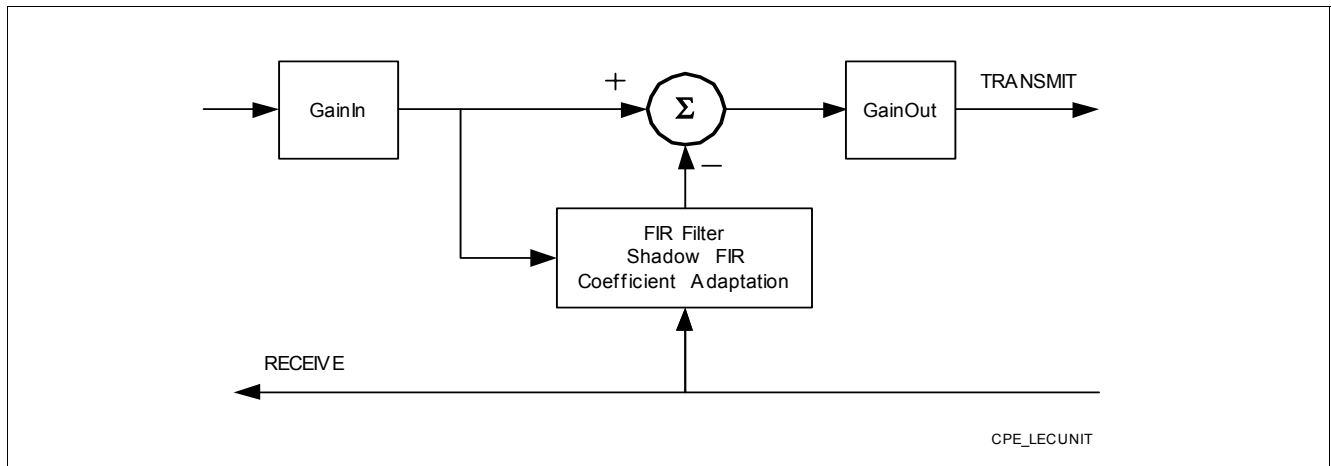 +
TRANSMIT
GainIn
Σ
GainOut
−
FIR Filter
Shadow FIR
Coefficient Adaptation
RECEIVE
CPE_LECUNIT